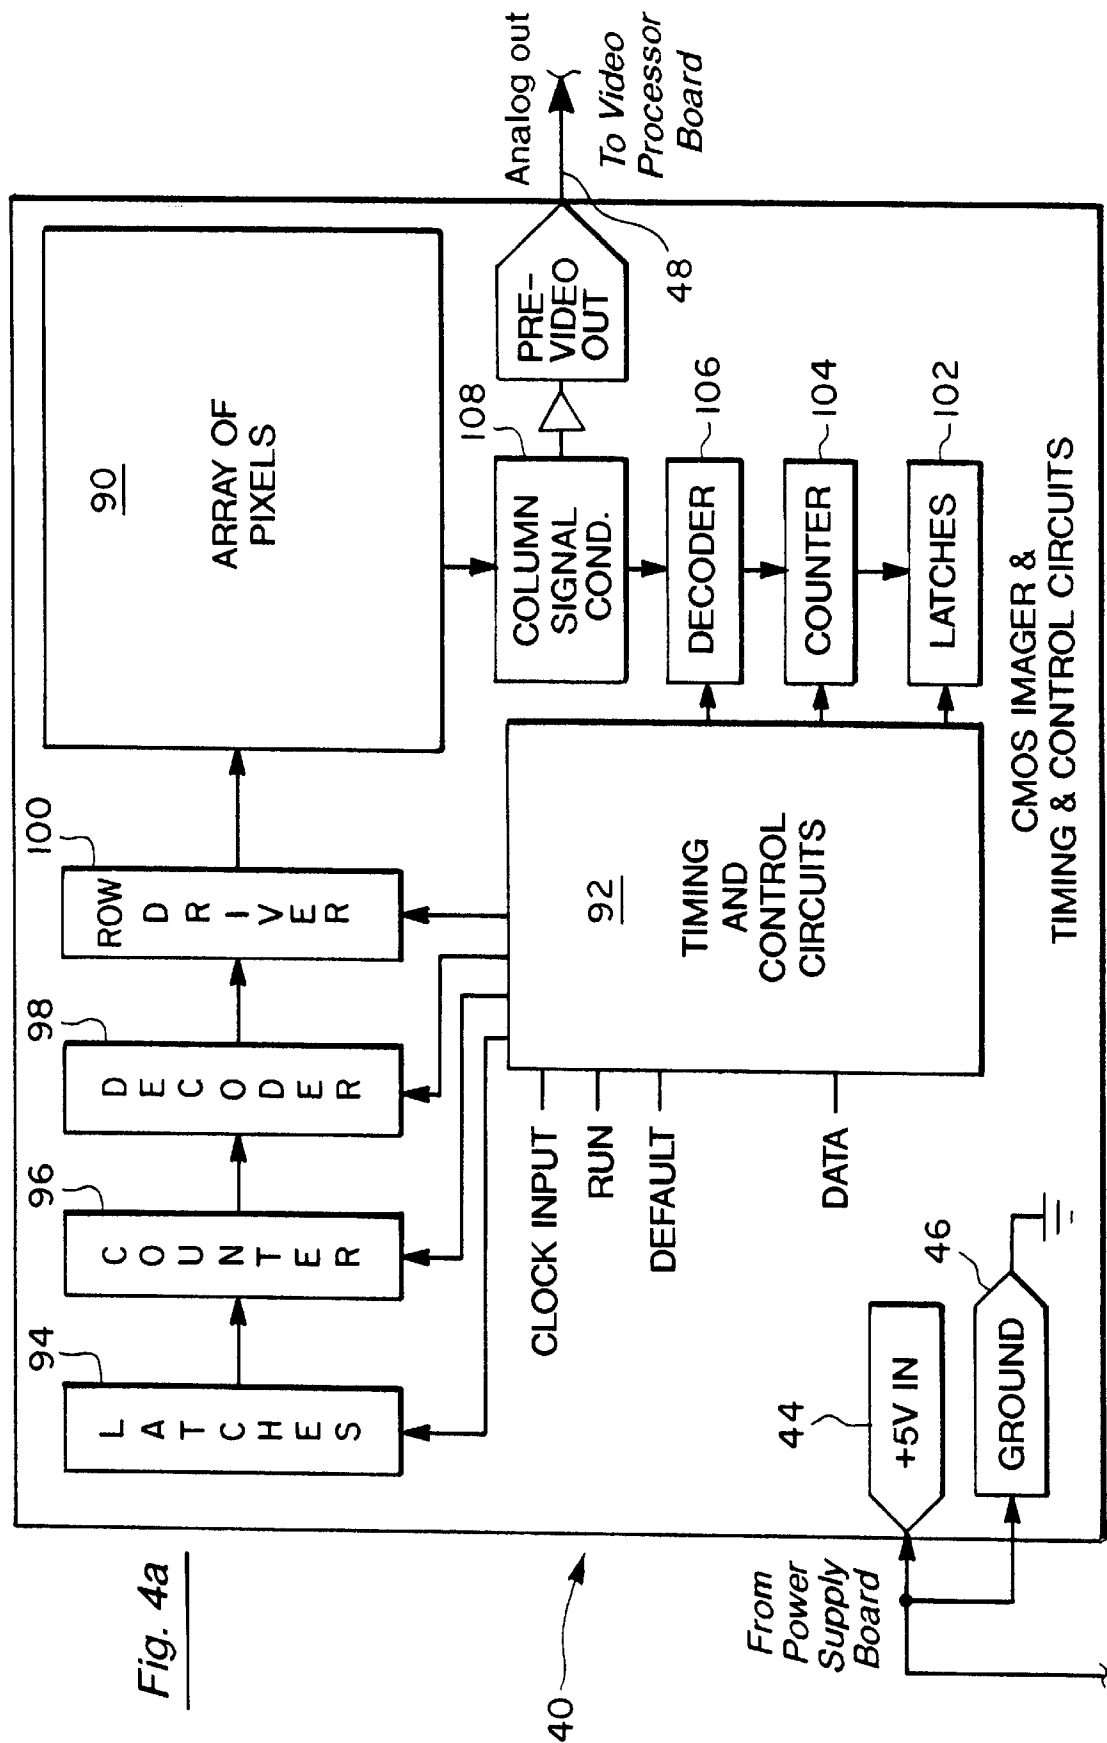 Fig. 4a
40
94
LATCHES
96
COUNTER
98
DECODER
100
ROW
DRIVER
90
ARRAY OF
PIXELS
CLOCK INPUT
RUN
DEFAULT
DATA
92
TIMING
AND
CONTROL
CIRCUITS
108
COLUMN
SIGNAL
COND.
PRE-
VIDEO
OUT
48
Analog out
To Video
Processor
Board
DECODER
106
COUNTER
104
LATCHES
102
From
Power
Supply
Board
44
+5V IN
46
GROUND
CMOS IMAGER &
TIMING & CONTROL CIRCUITS